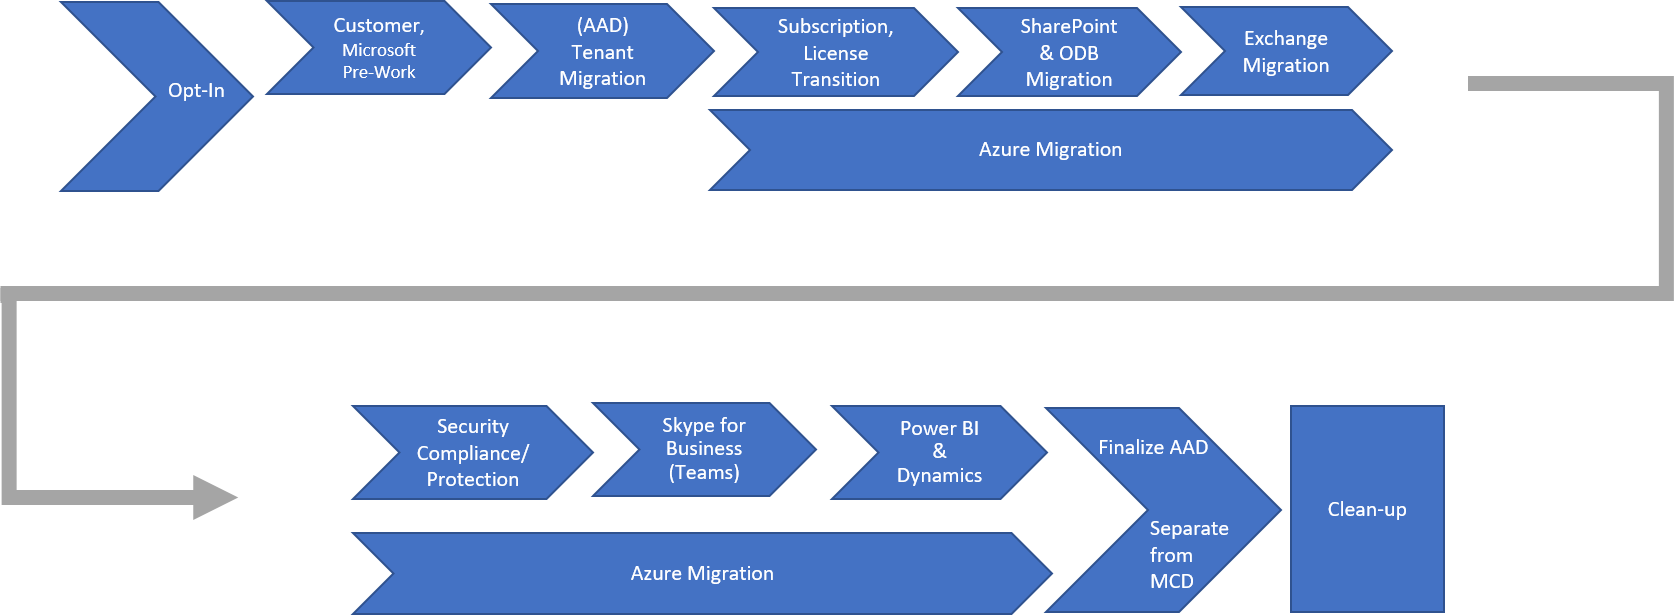 Opt-In
Customer,
Microsoft
Pre-Work
(AAD)
Tenant
Migration
Subscription,
License
Transition
SharePoint
& ODB
Migration
Exchange
Migration
Azure Migration
Security
Compliance/
Protection
Skype for
Business
(Teams)
Power BI
&
Dynamics
Finalize AAD
Separate
from
MCD
Clean-up
Azure Migration